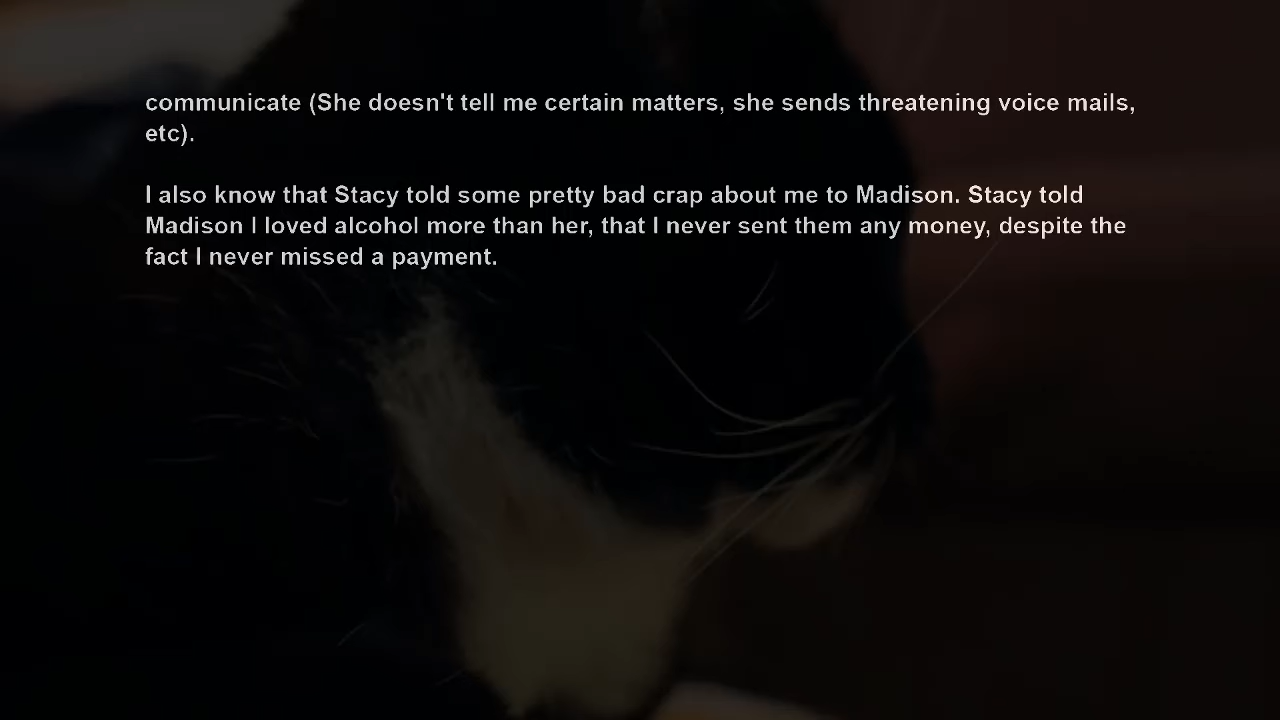 communicate (She doesn't tell me certain matters, she sends threatening voice mails,
etc).
I also know that Stacy told some pretty bad crap about me to Madison. Stacy told
Madison I loved alcohol more than her, that I never sent them any money, despite the
fact I never missed a payment.